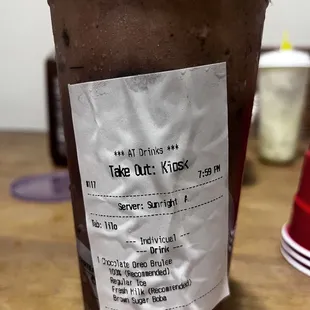 *** AT Drinks ***
Take Out: Kiosk
#117 7:59 PM
Server: Sunright A
Tab: lilo
--- Individual ---
--- Drink ---
1 Chocolate Oreo Brulee
100% (Recommended)
Regular Ice
Fresh Milk (Recommended)
Brown Sugar Boba